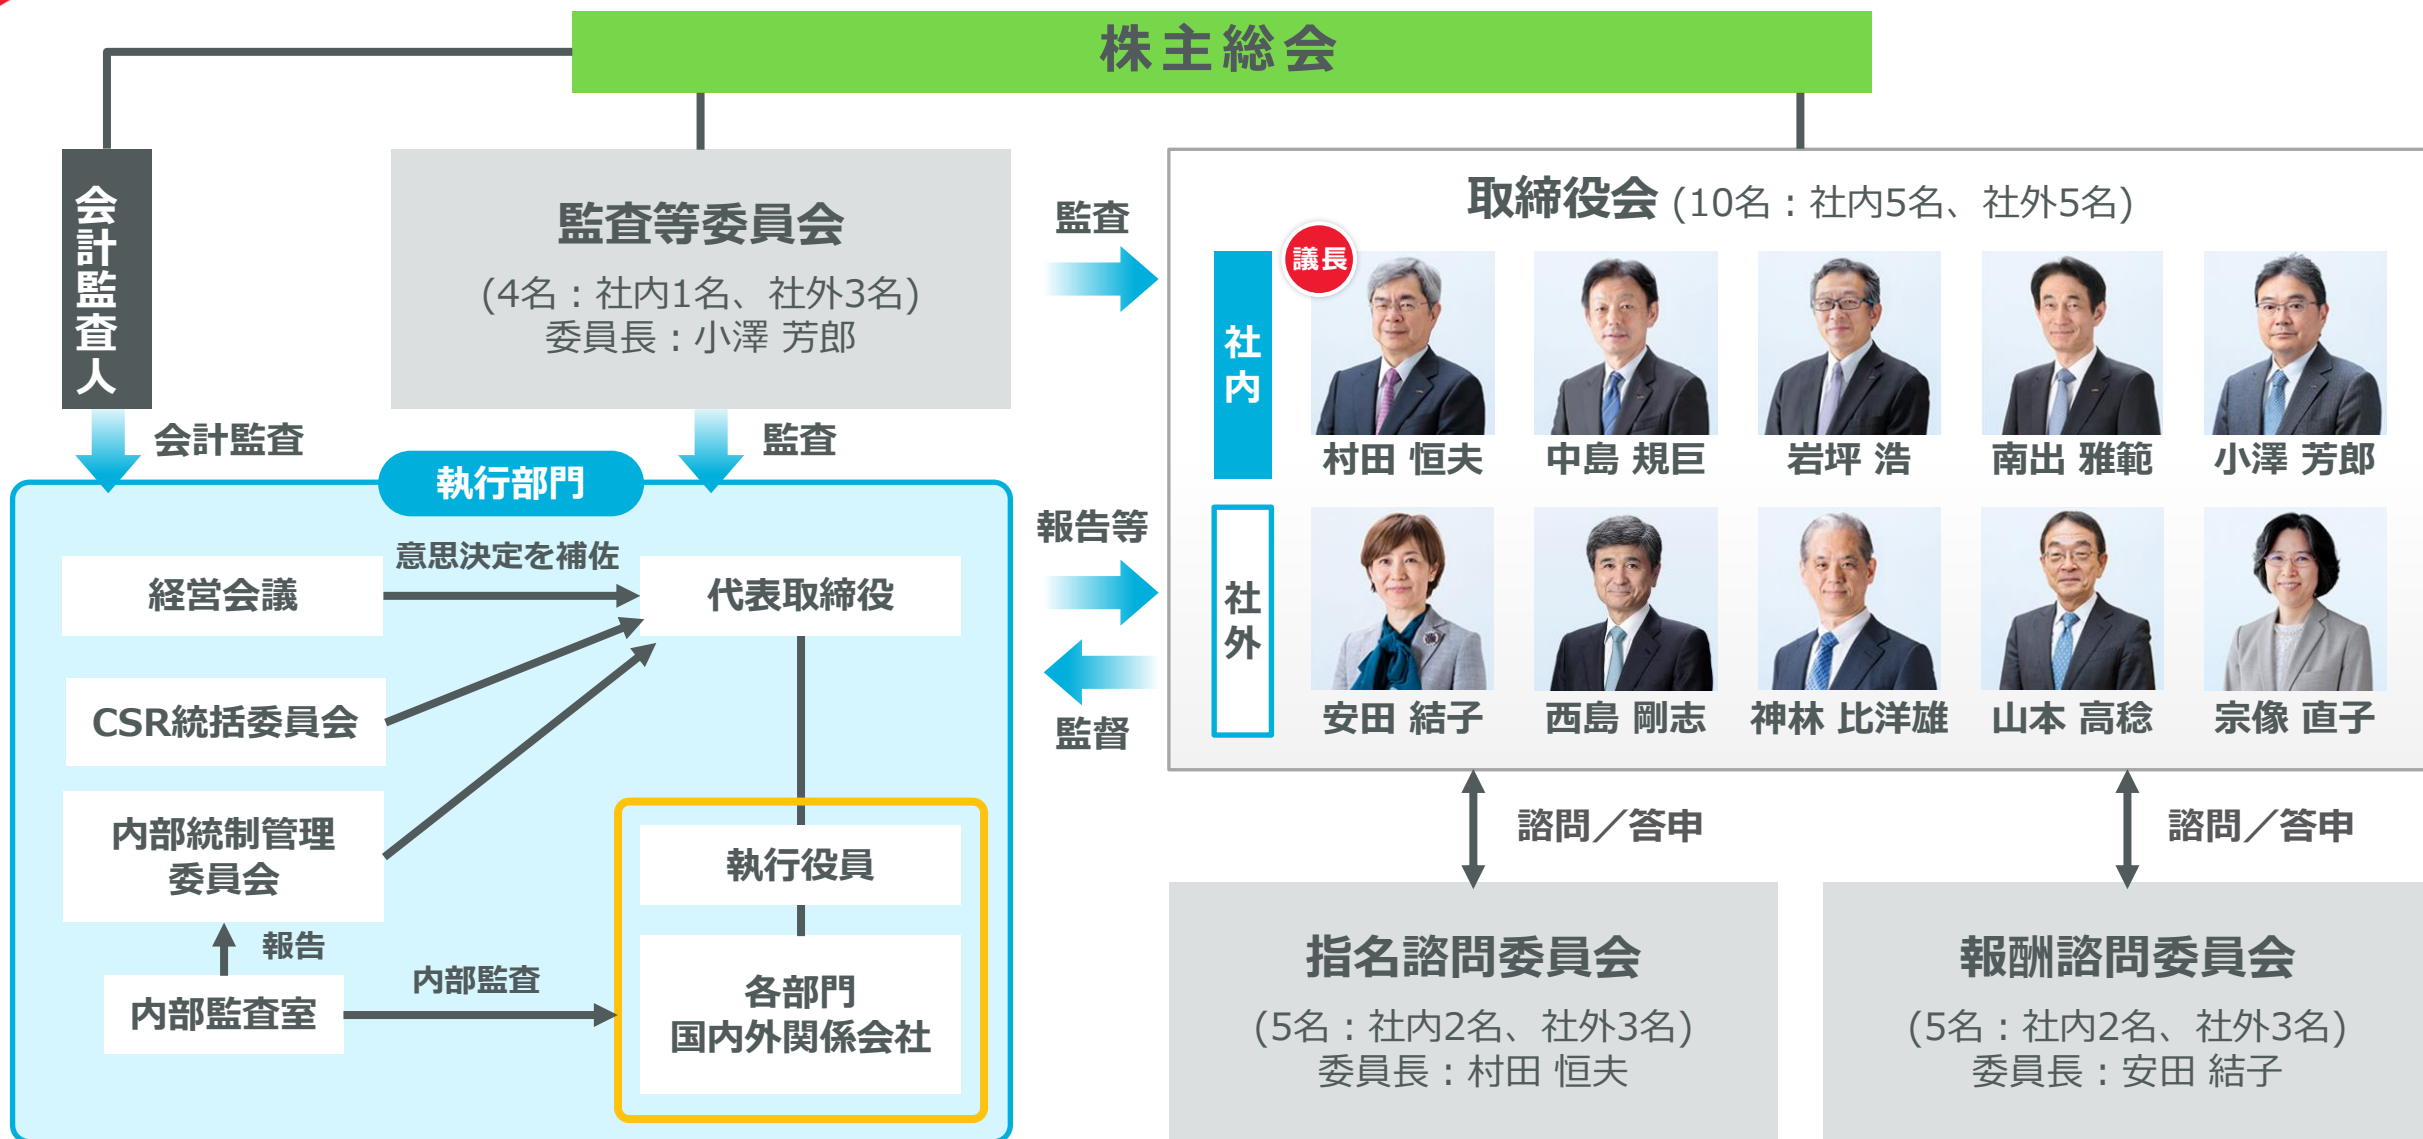 株主総会
会計監査人
監査等委員会
(4名：社内1名、社外3名)
委員長：小澤 芳郎
監査
取締役会 (10名：社内5名、社外5名)
議長
社内
村田 恒夫
中島 規巨
岩坪 浩
南出 雅範
小澤 芳郎
社外
安田 結子
西島 剛志
神林 比洋雄
山本 高稔
宗像 直子
会計監査
監査
執行部門
報告等
監督
経営会議
意思決定を補佐
代表取締役
CSR統括委員会
内部統制管理
委員会
報告
内部監査室
内部監査
執行役員
各部門
国内外関係会社
諮問／答申
諮問／答申
指名諮問委員会
(5名：社内2名、社外3名)
委員長：村田 恒夫
報酬諮問委員会
(5名：社内2名、社外3名)
委員長：安田 結子